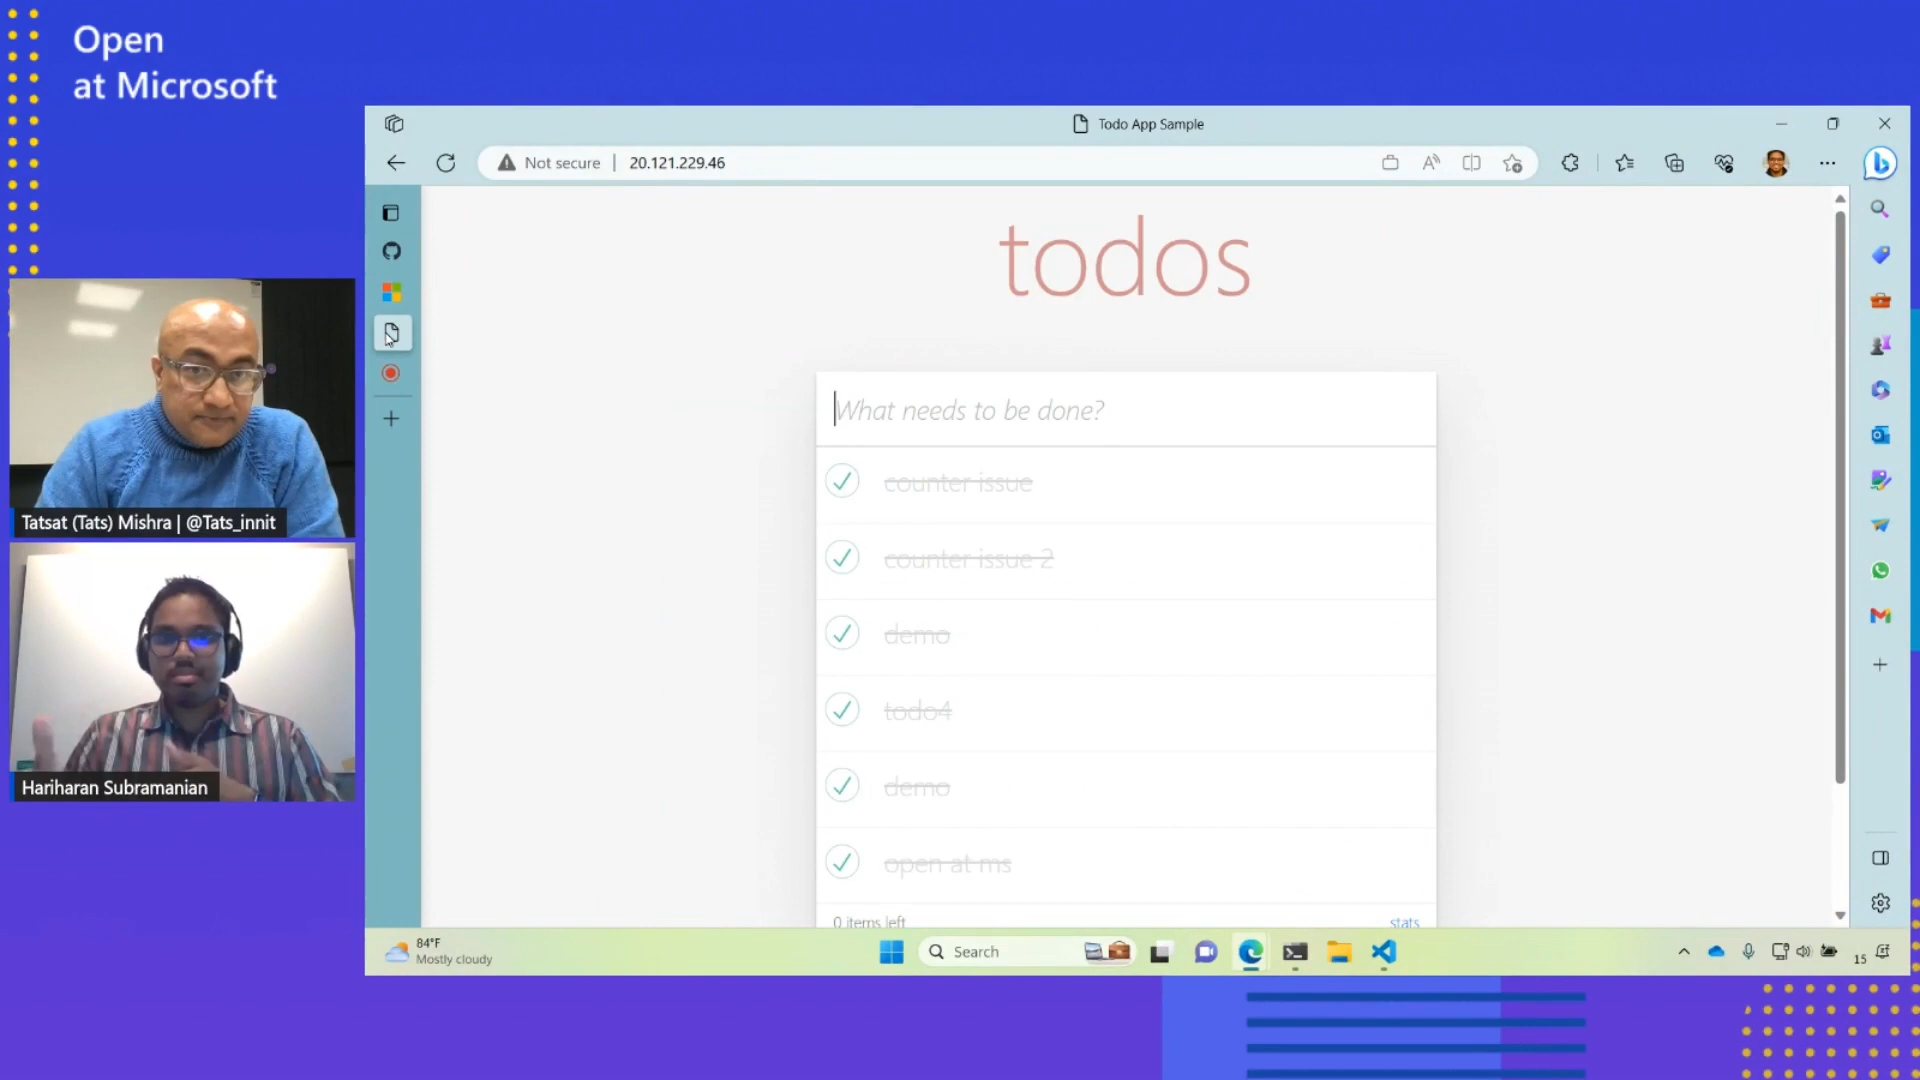 Open
at Microsoft
Todo App Sample
Not secure
20.121.229.46
todos
What needs to be done?
counter issue
counter issue 2
demo
todo4
demo
open at ms
0 items left
stats
Tatsat (Tats) Mishra | @Tats_innit
Hariharan Subramanian
84°F
Mostly cloudy
Search
15